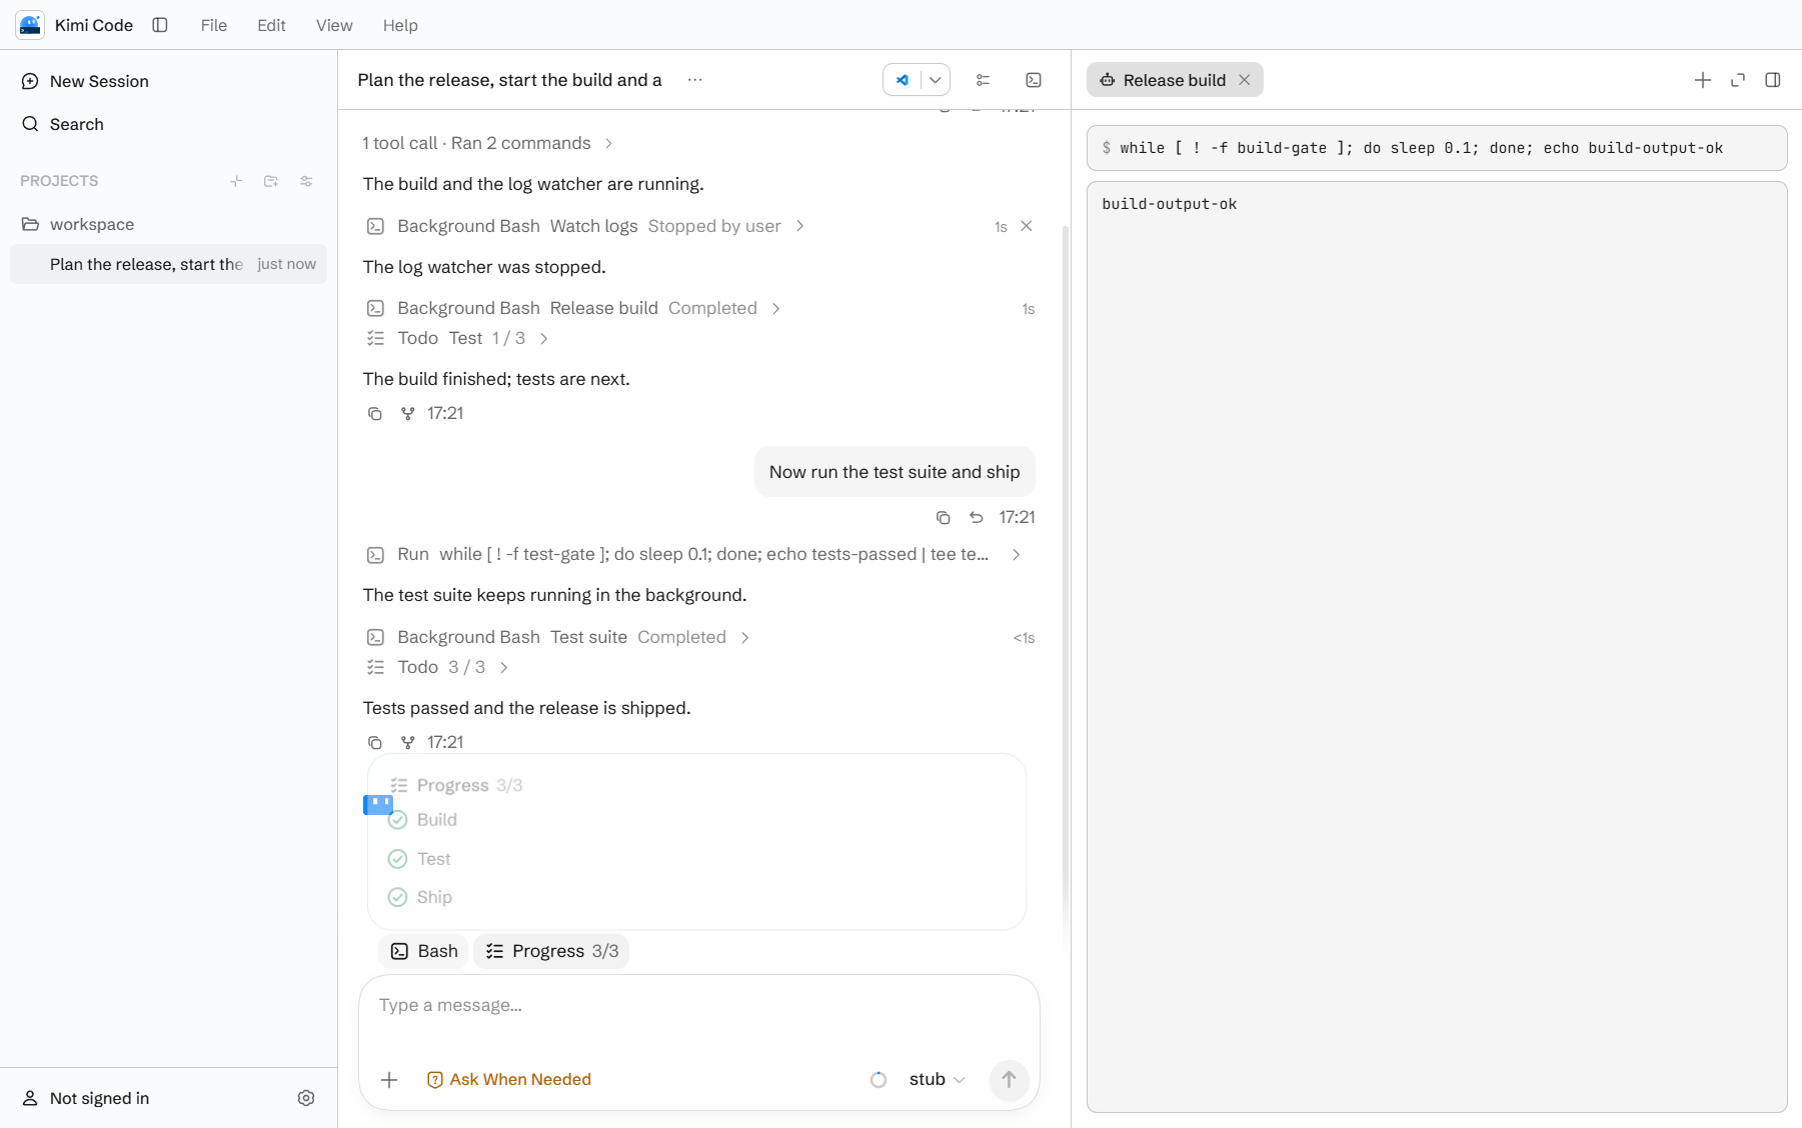 Kimi Code File Edit View Help
New Session
Search
PROJECTS
workspace
Plan the release, start the just now
Not signed in
Plan the release, start the build and a ...
1 tool call · Ran 2 commands
The build and the log watcher are running.
Background Bash Watch logs Stopped by user 1s
The log watcher was stopped.
Background Bash Release build Completed 1s
Todo Test 1 / 3
The build finished; tests are next.
17:21
Now run the test suite and ship
17:21
Run while [ ! -f test-gate ]; do sleep 0.1; done; echo tests-passed | tee te...
The test suite keeps running in the background.
Background Bash Test suite Completed <1s
Todo 3 / 3
Tests passed and the release is shipped.
17:21
Progress 3/3
Build
Test
Ship
Bash Progress 3/3
Type a message...
Ask When Needed stub
Release build
$ while [ ! -f build-gate ]; do sleep 0.1; done; echo build-output-ok
build-output-ok